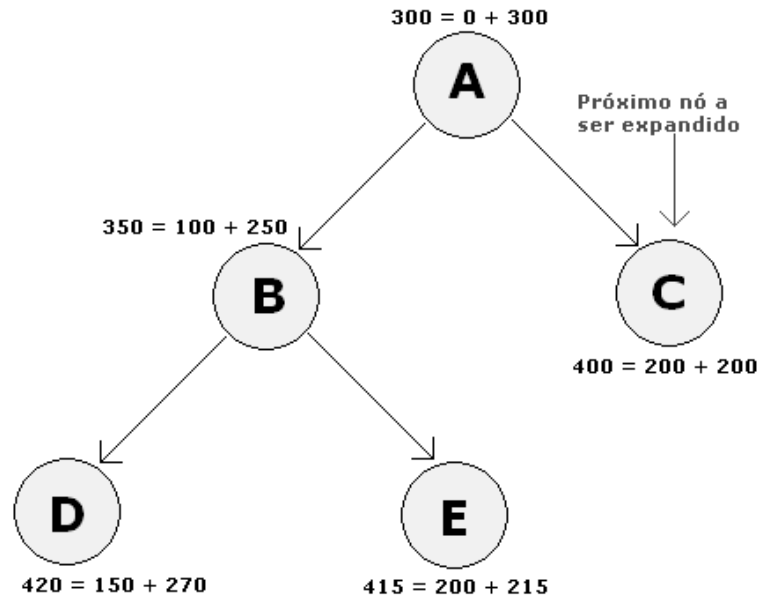 300 = 0 + 300
A
Próximo nó a
ser expandido
350 = 100 + 250
B
C
400 = 200 + 200
D
E
420 = 150 + 270
415 = 200 + 215